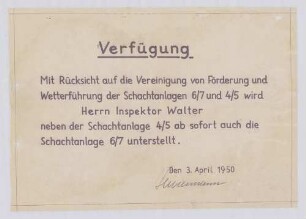 Verfügung
Mit Rücksicht auf die Vereinigung von Förderung und
Wetterführung der Schachtanlagen 6/7 und 4/5 wird
Herrn Inspektor Walter
neben der Schachtanlage 4/5 ab sofort auch die
Schachtanlage 6/7 unterstellt.
Den 3. April 1950